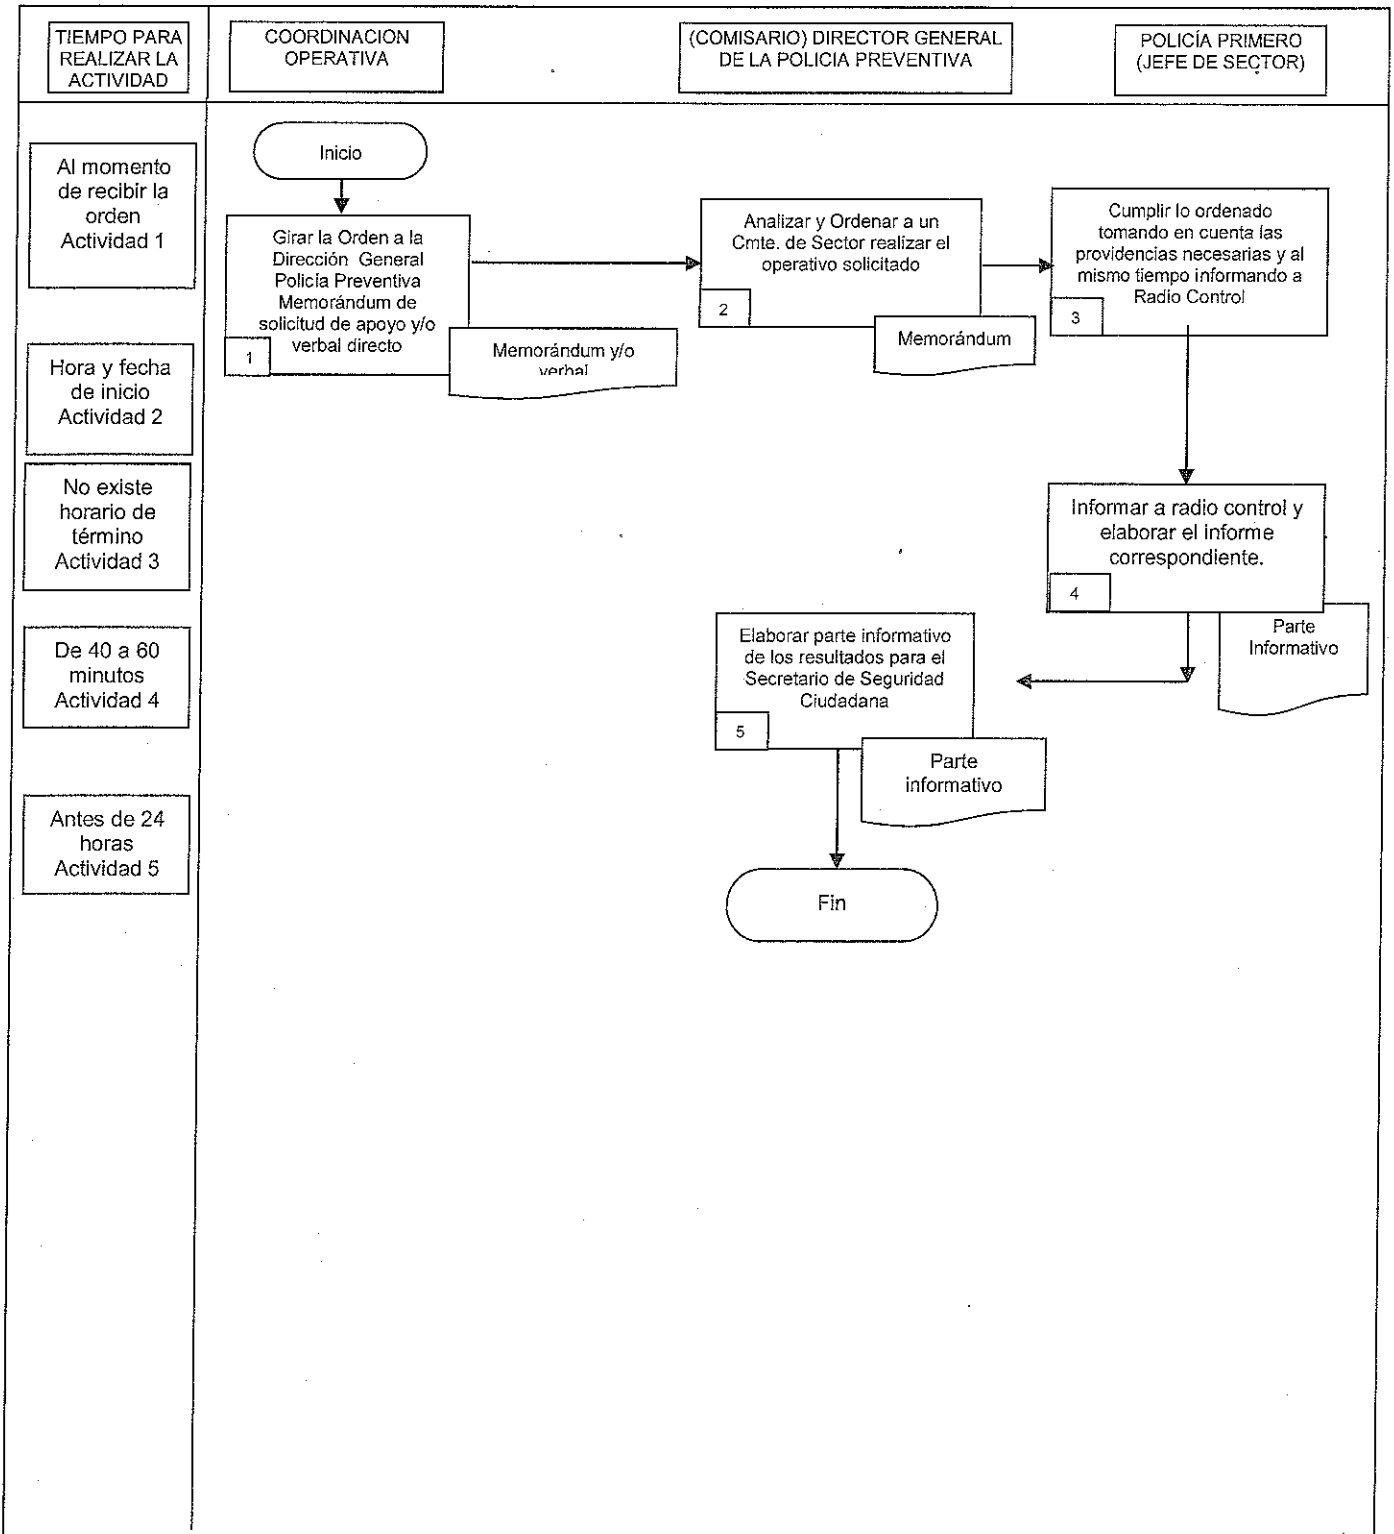 TIEMPO PARA
REALIZAR LA
ACTIVIDAD
COORDINACION
OPERATIVA
(COMISARIO) DIRECTOR GENERAL
DE LA POLICIA PREVENTIVA
POLICÍA PRIMERO
(JEFE DE SECTOR)
Al momento
de recibir la
orden
Actividad 1
Hora y fecha
de inicio
Actividad 2
No existe
horario de
término
Actividad 3
De 40 a 60
minutos
Actividad 4
Antes de 24
horas
Actividad 5
Inicio
Girar la Orden a la
Dirección General
Policía Preventiva
Memorándum de
solicitud de apoyo y/o
verbal directo
1
Memorándum y/o
verbal
Analizar y Ordenar a un
Cmte. de Sector realizar el
operativo solicitado
2
Memorándum
Cumplir lo ordenado
tomando en cuenta las
providencias necesarias y al
mismo tiempo informando a
Radio Control
3
Informar a radio control y
elaborar el informe
correspondiente.
4
Parte
Informativo
Elaborar parte informativo
de los resultados para el
Secretario de Seguridad
Ciudadana
5
Parte
informativo
Fin